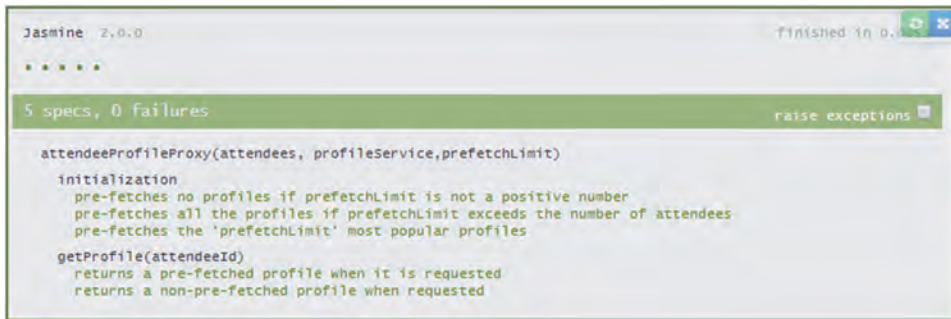 Jasmine 2.0.0
finished in 0.
5 specs, 0 failures
raise exceptions
attendeeProfileProxy(attendees, profileService,prefetchLimit)
initialization
pre-fetches no profiles if prefetchLimit is not a positive number
pre-fetches all the profiles if prefetchLimit exceeds the number of attendees
pre-fetches the 'prefetchLimit' most popular profiles
getProfile(attendeeId)
returns a pre-fetched profile when it is requested
returns a non-pre-fetched profile when requested